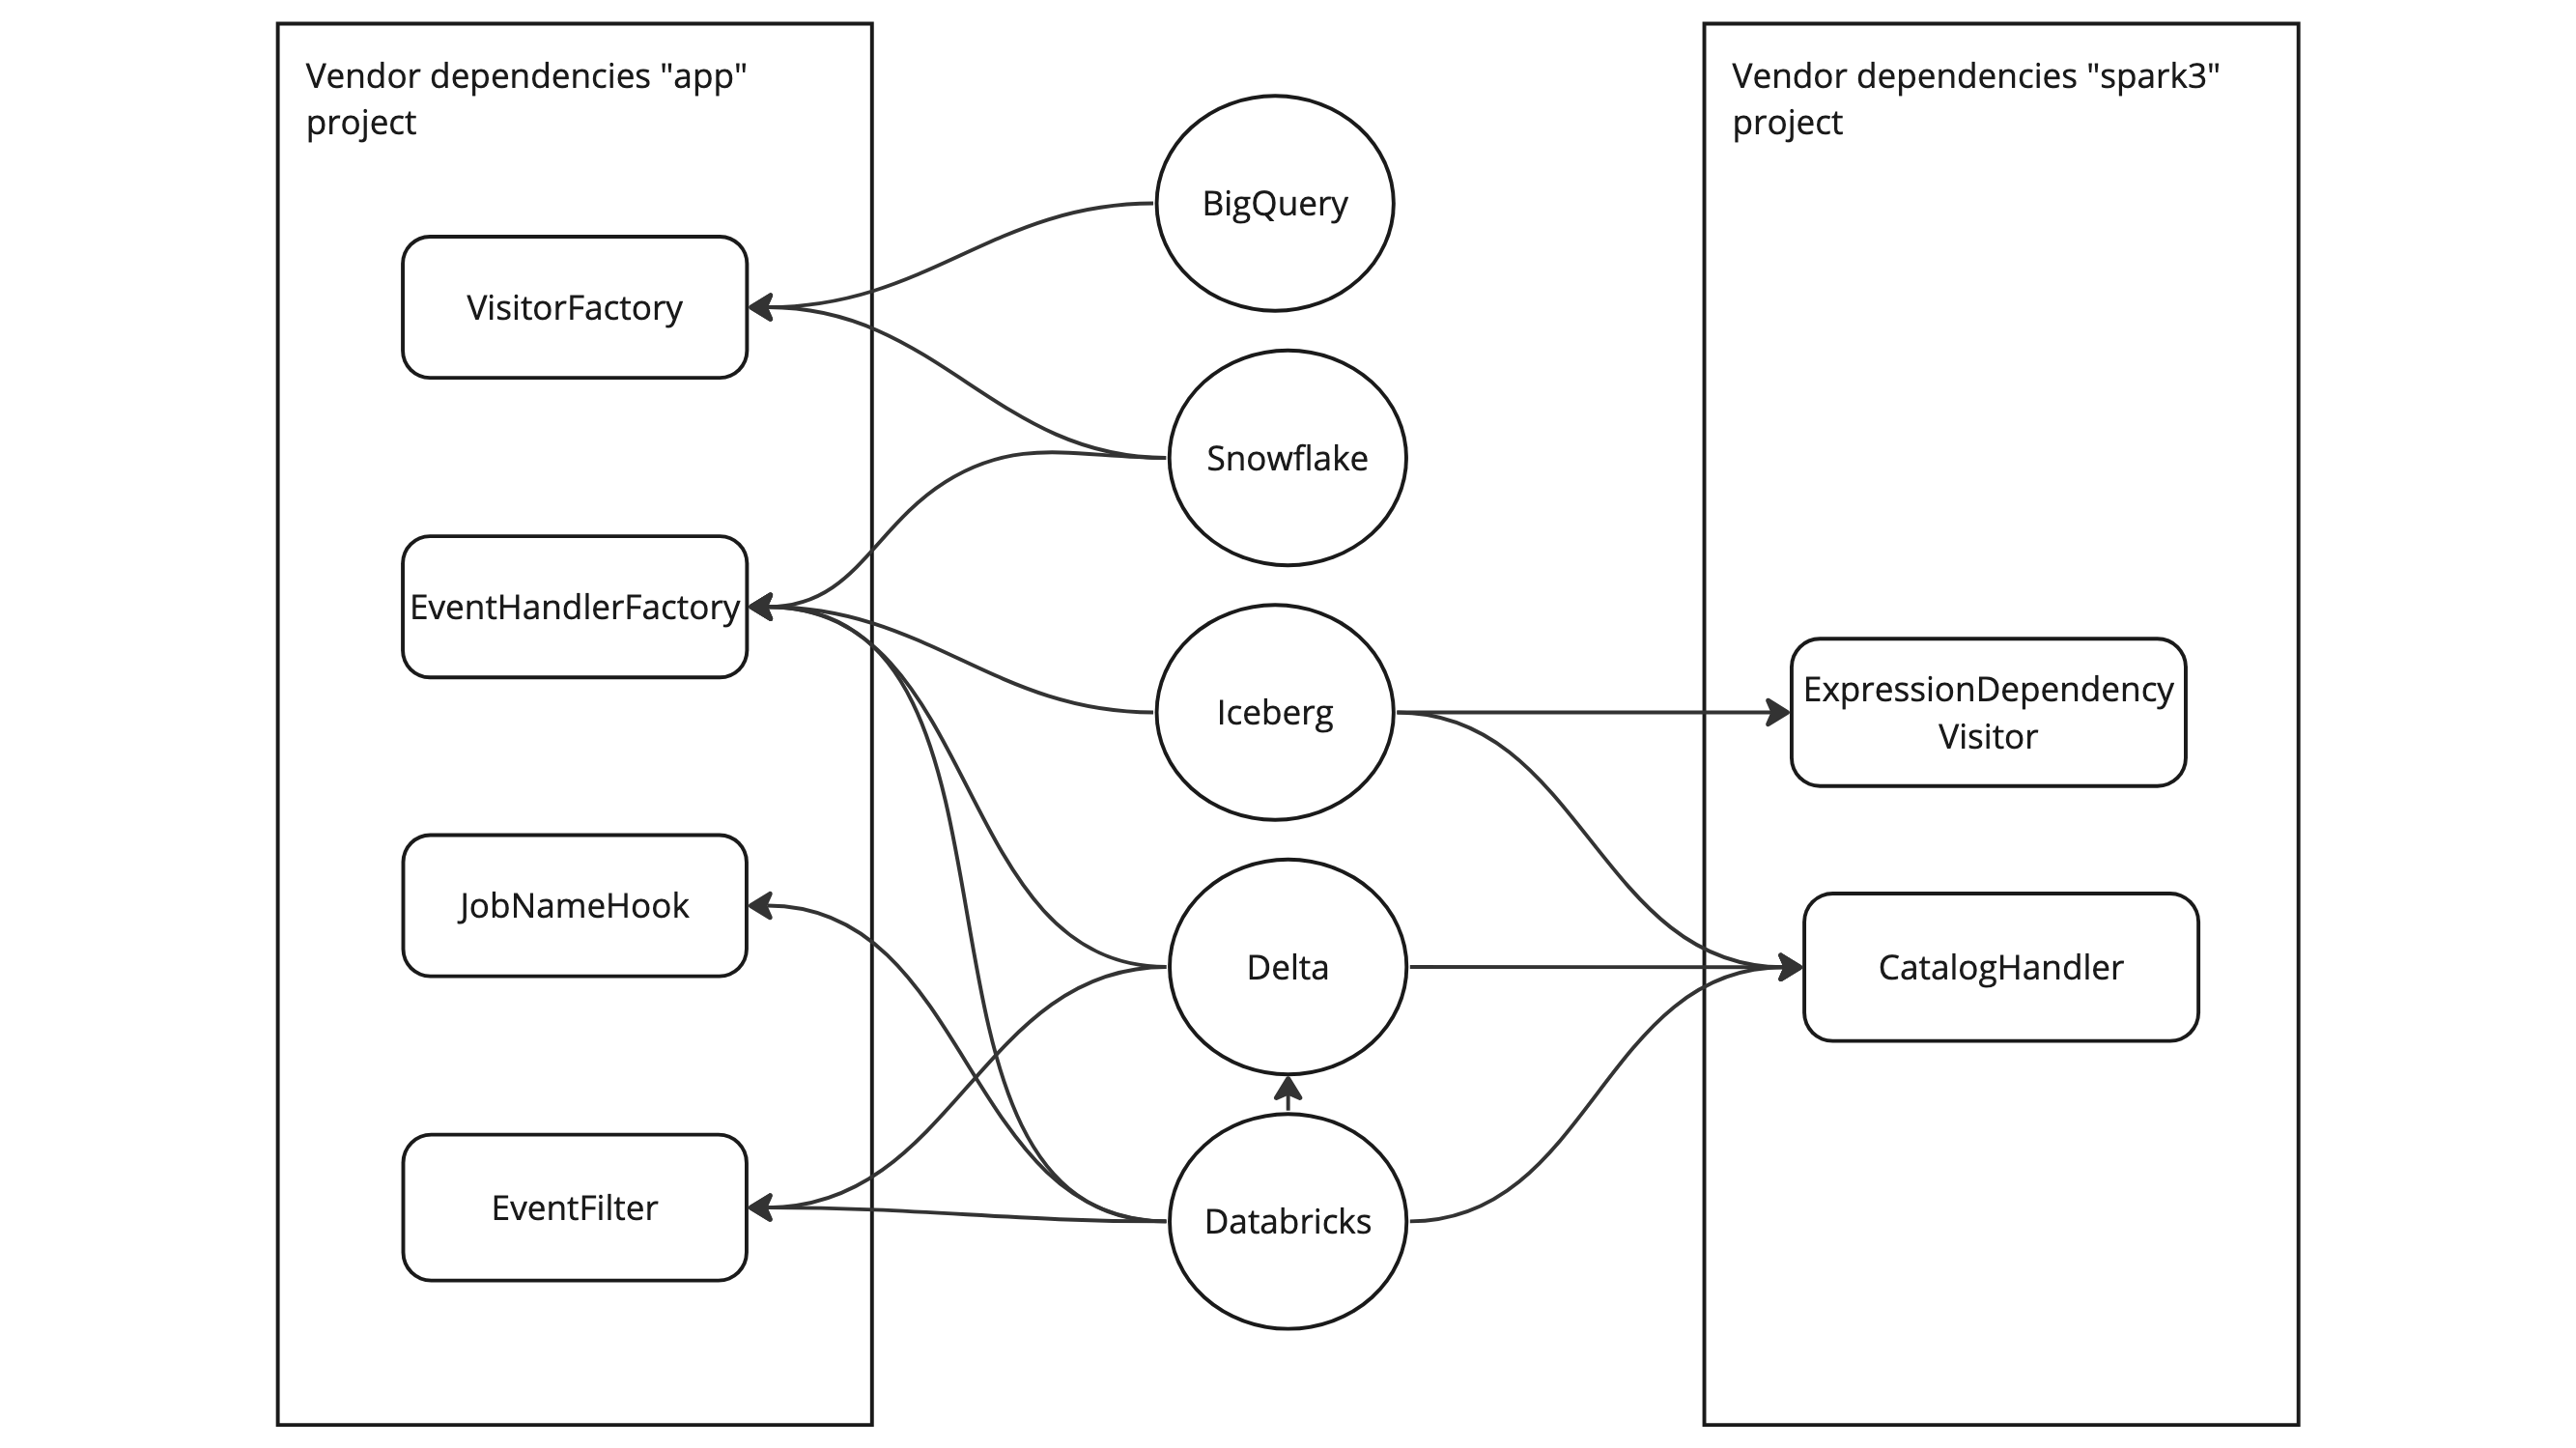 Vendor dependencies "app"
project
VisitorFactory
EventHandlerFactory
JobNameHook
EventFilter
BigQuery
Snowflake
Iceberg
Delta
Databricks
Vendor dependencies "spark3"
project
ExpressionDependency
Visitor
CatalogHandler